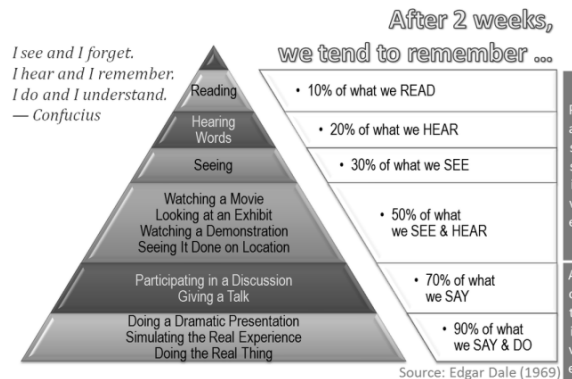 After 2 weeks,
we tend to remember ...
I see and I forget.
I hear and I remember.
I do and I understand.
— Confucius
Reading
• 10% of what we READ
Hearing
Words
• 20% of what we HEAR
Seeing
• 30% of what we SEE
Watching a Movie
Looking at an Exhibit
Watching a Demonstration
Seeing It Done on Location
• 50% of what
we SEE & HEAR
Participating in a Discussion
Giving a Talk
• 70% of what
we SAY
Doing a Dramatic Presentation
Simulating the Real Experience
Doing the Real Thing
• 90% of what
we SAY & DO
Source: Edgar Dale (1969)